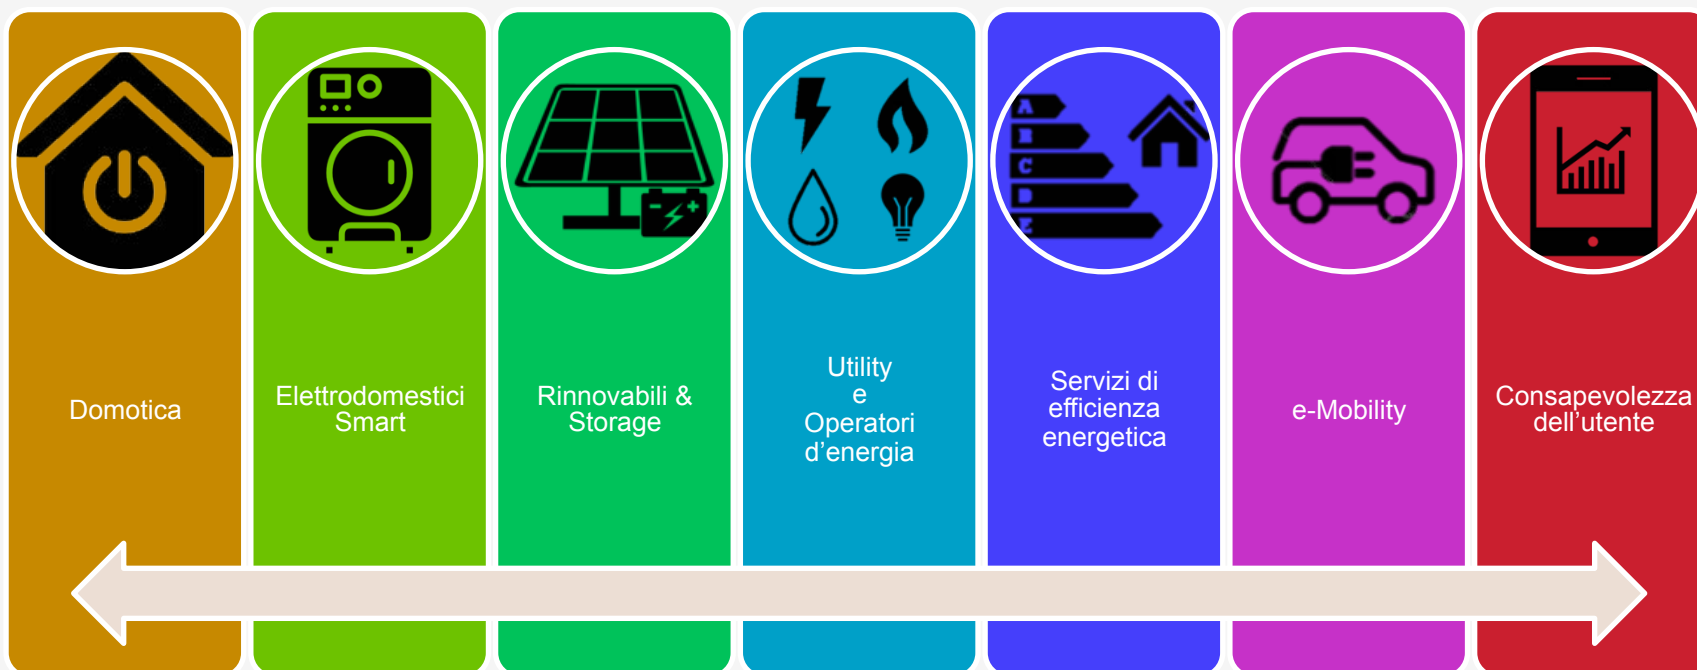 A
B
C
D
E
Domotica
Elettrodomestici
Smart
Rinnovabili &
Storage
Utility
e
Operatori
d'energia
Servizi di
efficienza
energetica
e-Mobility
Consapevolezza
dell'utente